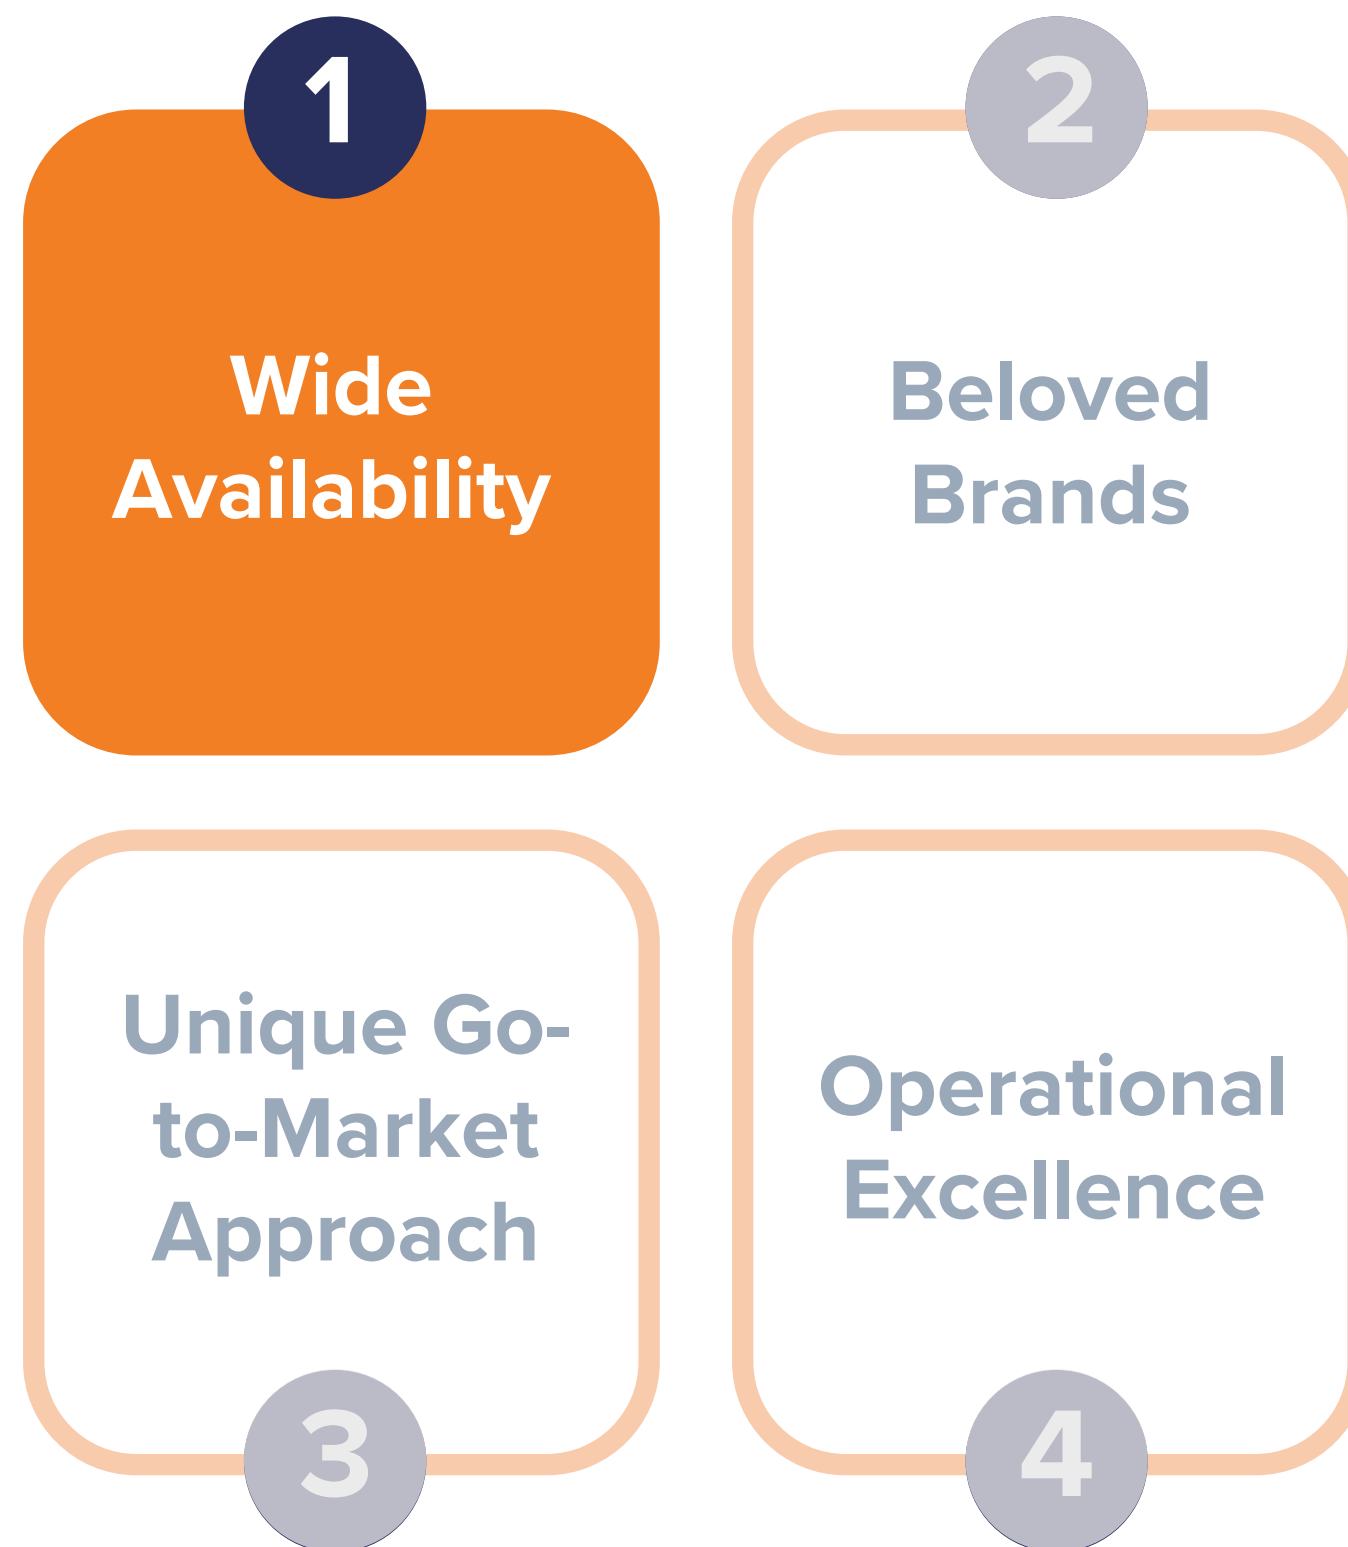 1
Wide
Availability
2
Beloved
Brands
Unique Go-
to-Market
Approach
3
Operational
Excellence
4